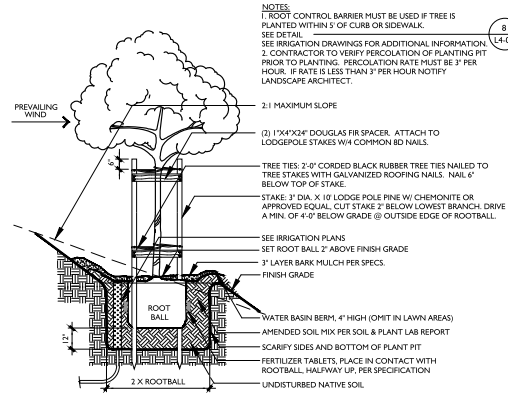 NOTES:
1. ROOT CONTROL BARRIER MUST BE USED IF TREE IS
PLANTED WITHIN 5' OF CURB OR SIDEWALK.
SEE DETAIL
8
L4-0
SEE IRRIGATION DRAWINGS FOR ADDITIONAL INFORMATION.
2. CONTRACTOR TO VERIFY PERCOLATION OF PLANTING PIT
PRIOR TO PLANTING. PERCOLATION RATE MUST BE 3" PER
HOUR. IF RATE IS LESS THAN 3" PER HOUR NOTIFY
LANDSCAPE ARCHITECT.
PREVAILING
WIND
2:1 MAXIMUM SLOPE
(2) 1"X4"X24" DOUGLAS FIR SPACER. ATTACH TO
LODGEPOLE STAKES W/4 COMMON 8D NAILS.
6"
TREE TIES: 2'-0" CORDED BLACK RUBBER TREE TIES NAILED TO
TREE STAKES WITH GALVANIZED ROOFING NAILS. NAIL 6"
BELOW TOP OF STAKE.
STAKE: 3" DIA. X 10' LODGE POLE PINE W/ CHEMONITE OR
APPROVED EQUAL, CUT STAKE 2" BELOW LOWEST BRANCH. DRIVE
A MIN. OF 4'-0" BELOW GRADE @ OUTSIDE EDGE OF ROOTBALL.
SEE IRRIGATION PLANS
SET ROOT BALL 2" ABOVE FINISH GRADE
3" LAYER BARK MULCH PER SPECS.
FINISH GRADE
ROOT
BALL
WATER BASIN BERM, 4" HIGH (OMIT IN LAWN AREAS)
AMENDED SOIL MIX PER SOIL & PLANT LAB REPORT
12"
SCARIFY SIDES AND BOTTOM OF PLANT PIT
FERTILIZER TABLETS, PLACE IN CONTACT WITH
ROOTBALL, HALFWAY UP, PER SPECIFICATION
2 X ROOTBALL
UNDISTURBED NATIVE SOIL